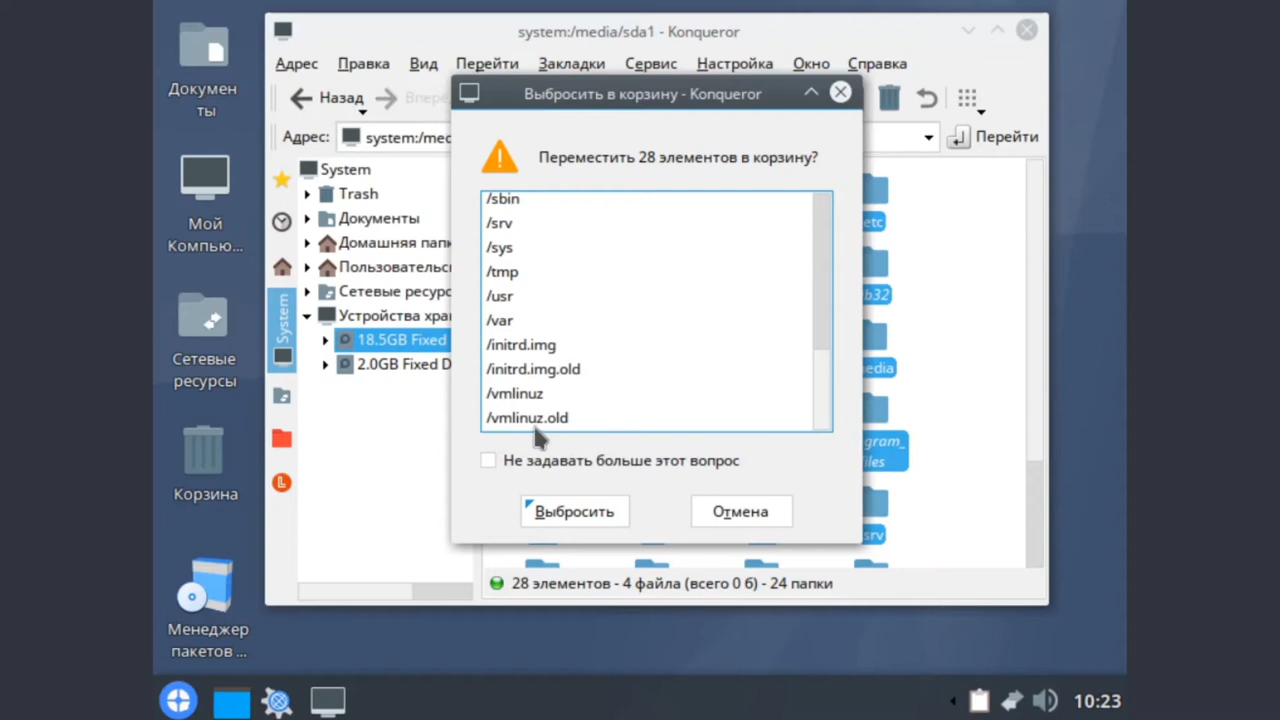 Докумен
ты
Мой
Компью...
Сетевые
ресурсы
Корзина
Менеджер
пакетов ...
system:/media/sda1 - Konqueror
Адрес Правка Вид Перейти Закладки Сервис Настройка Окно Справка
Назад
Впере
Адрес: system:/med
Перейти
System
System
Trash
Документы
Домашняя папк
Пользовательс
Сетевые ресурс
Устройства хран
18.5GB Fixed
2.0GB Fixed D
Выбросить в корзину - Konqueror
Переместить 28 элементов в корзину?
/sbin
/srv
/sys
/tmp
/usr
/var
/initrd.img
/initrd.img.old
/vmlinuz
/vmlinuz.old
Не задавать больше этот вопрос
Выбросить Отмена
etc
b32
edia
gram_
iles
srv
28 элементов - 4 файла (всего 0 б) - 24 папки
10:23